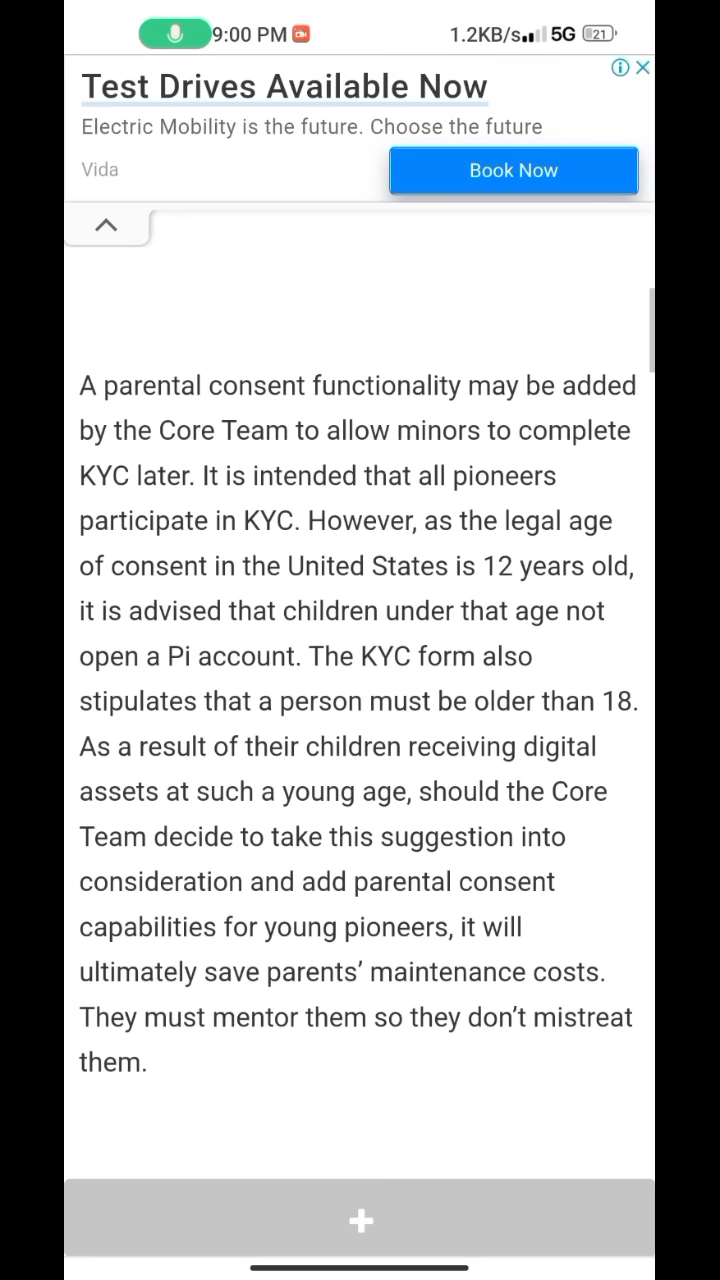 9:00 PM
1.2KB/s 5G 21
Test Drives Available Now
Electric Mobility is the future. Choose the future
Vida
Book Now
A parental consent functionality may be added
by the Core Team to allow minors to complete
KYC later. It is intended that all pioneers
participate in KYC. However, as the legal age
of consent in the United States is 12 years old,
it is advised that children under that age not
open a Pi account. The KYC form also
stipulates that a person must be older than 18.
As a result of their children receiving digital
assets at such a young age, should the Core
Team decide to take this suggestion into
consideration and add parental consent
capabilities for young pioneers, it will
ultimately save parents’ maintenance costs.
They must mentor them so they don’t mistreat
them.